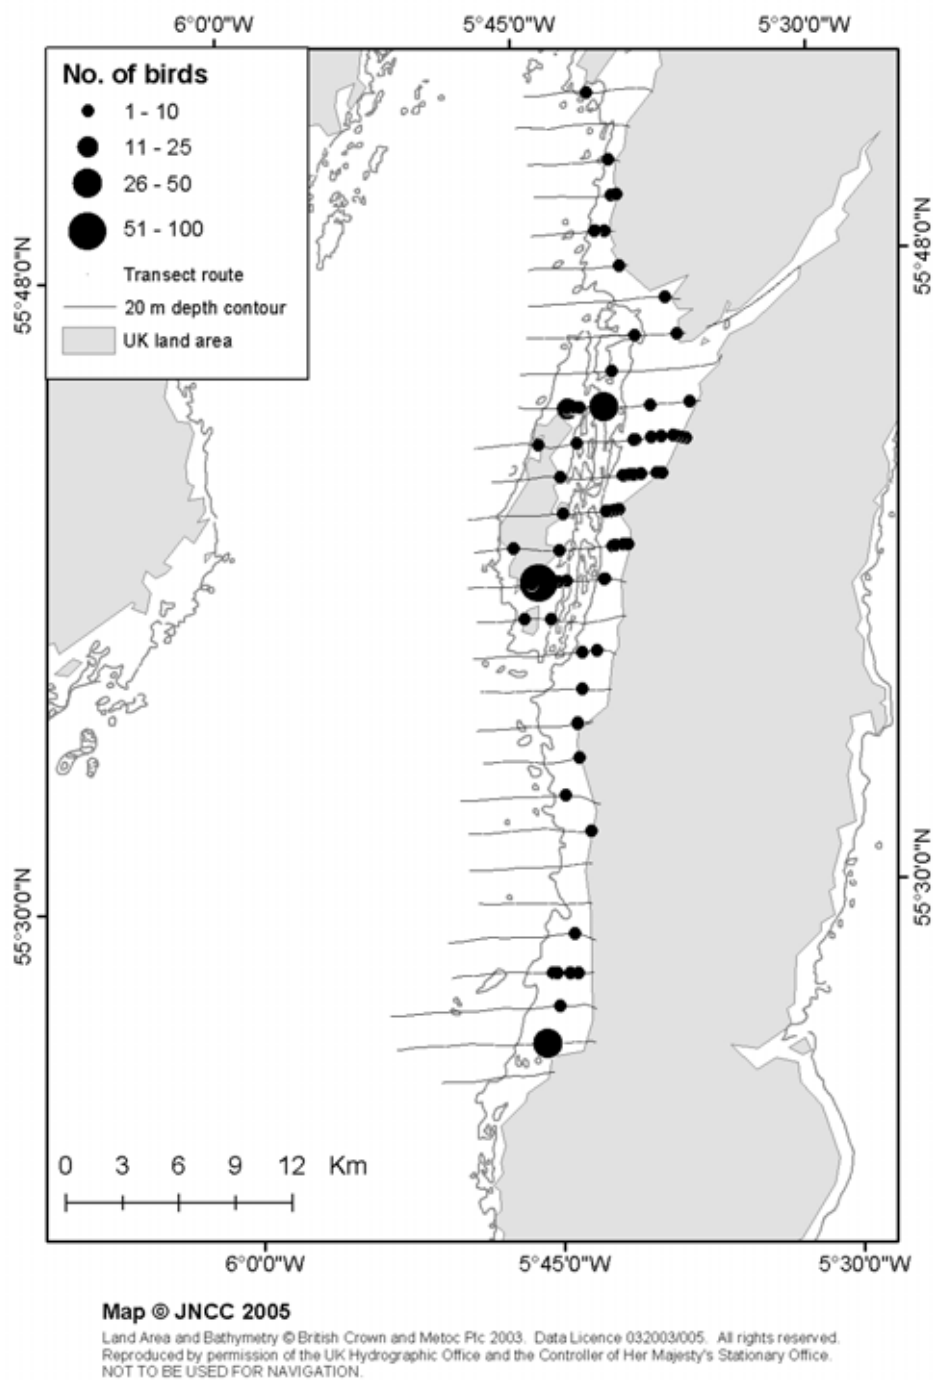 6°0'0"W 5°45'0"W 5°30'0"W
No. of birds
1 - 10
11 - 25
26 - 50
51 - 100
Transect route
20 m depth contour
UK land area
55°48'0"N
55°48'0"N
55°30'0"N
55°30'0"N
0 3 6 9 12 Km
6°0'0"W 5°45'0"W 5°30'0"W
Map © JNCC 2005
Land Area and Bathymetry © British Crown and Metoc Plc 2003. Data Licence 032003/005. All rights reserved.
Reproduced by permission of the UK Hydrographic Office and the Controller of Her Majesty's Stationary Office.
NOT TO BE USED FOR NAVIGATION.